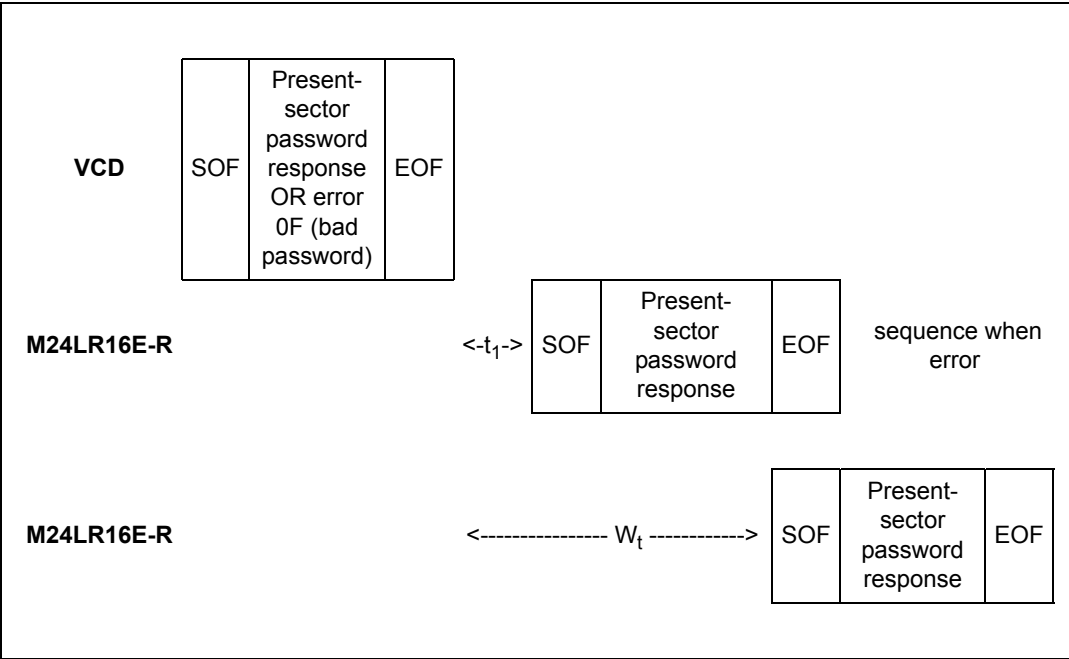 VCD
SOF
Present-
sector
password
response
OR error
0F (bad
password)
EOF
M24LR16E-R
<-t1->
SOF
Present-
sector
password
response
EOF
sequence when
error
M24LR16E-R
<---------------- Wt ------------>
SOF
Present-
sector
password
response
EOF